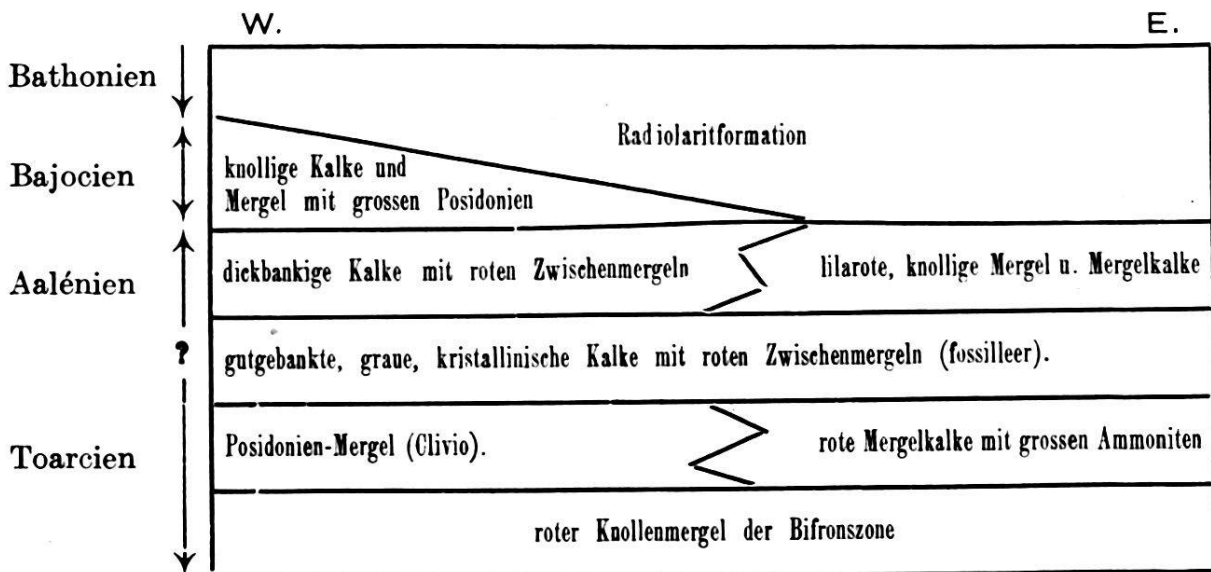 W. E.
Bathonien
Radiolaritformation
Bajocien
knollige Kalke und
Mergel mit grossen Posidonien
Aalénien
dickbankige Kalke mit roten Zwischenmergeln
lilarote, knollige Mergel u. Mergelkalke
?
gutgebankte, graue, kristallinische Kalke mit roten Zwischenmergeln (fossilleer).
Toarcien
Posidonien-Mergel (Clivio).
rote Mergelkalke mit grossen Ammoniten
roter Knollenmergel der Bifronszone